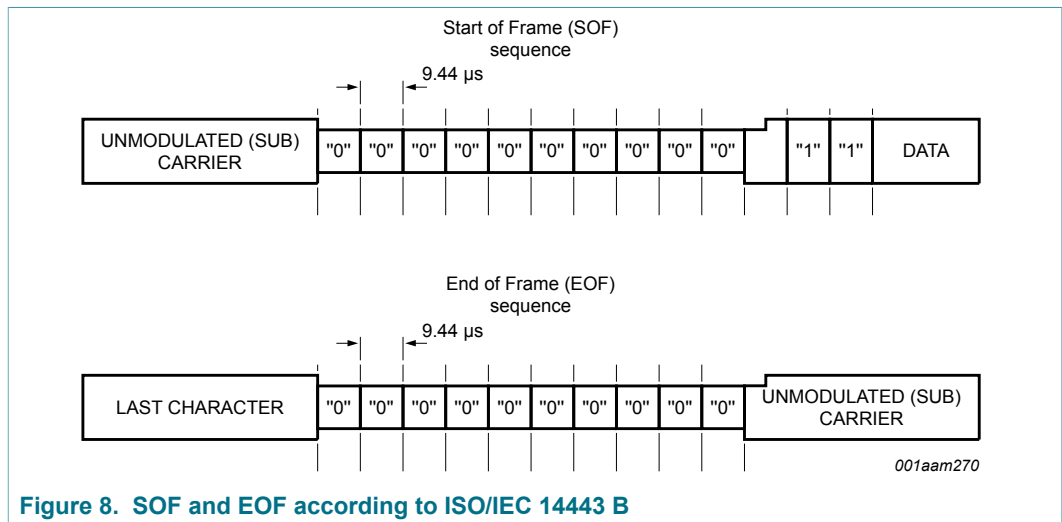 Start of Frame (SOF)
sequence
9.44 µs
UNMODULATED (SUB)
CARRIER
"0" "0" "0" "0" "0" "0" "0" "0" "0" "0" "1" "1" DATA
End of Frame (EOF)
sequence
9.44 µs
LAST CHARACTER "0" "0" "0" "0" "0" "0" "0" "0" "0" "0" UNMODULATED (SUB)
CARRIER
001aam270
Figure 8. SOF and EOF according to ISO/IEC 14443 B